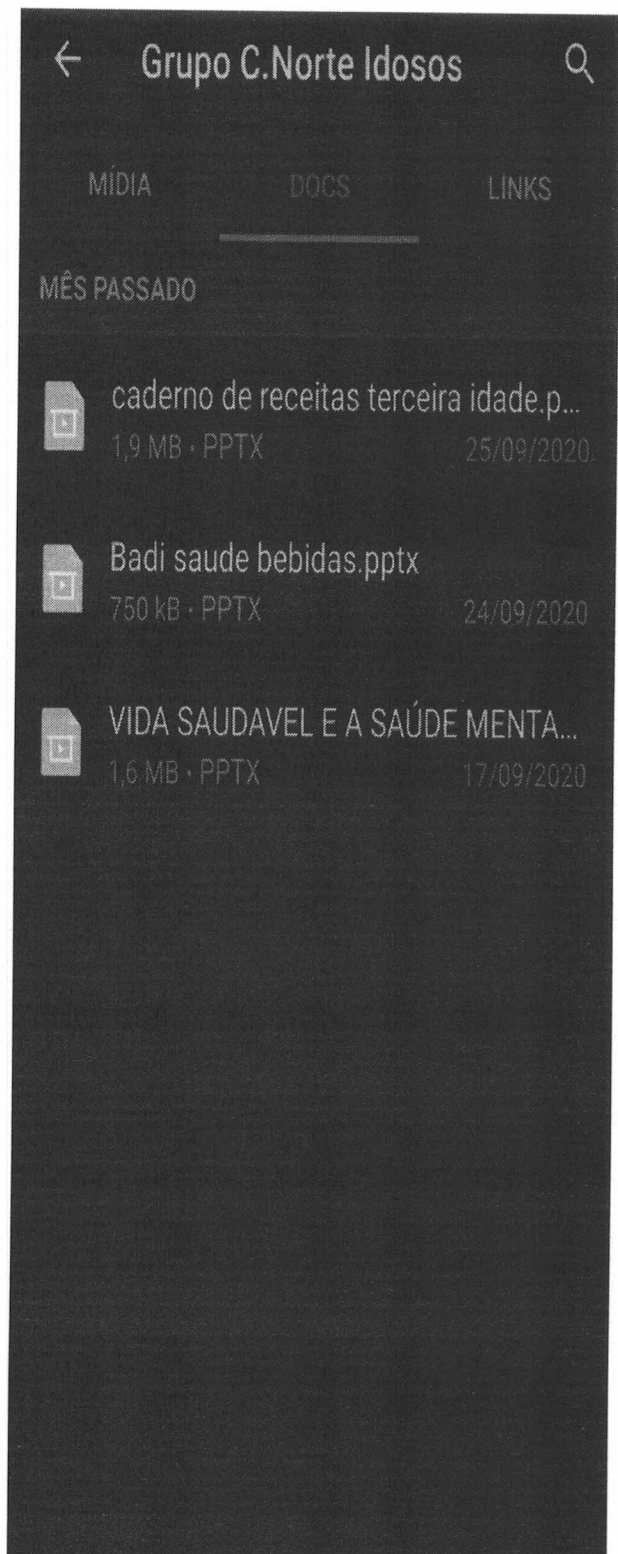 Grupo C.Norte Idosos
MÍDIA DOCS LINKS
MÊS PASSADO
caderno de receitas terceira idade.p...
1,9 MB · PPTX 25/09/2020
Badi saude bebidas.pptx
750 kB · PPTX 24/09/2020
VIDA SAUDAVEL E A SAÚDE MENTA...
1,6 MB · PPTX 17/09/2020